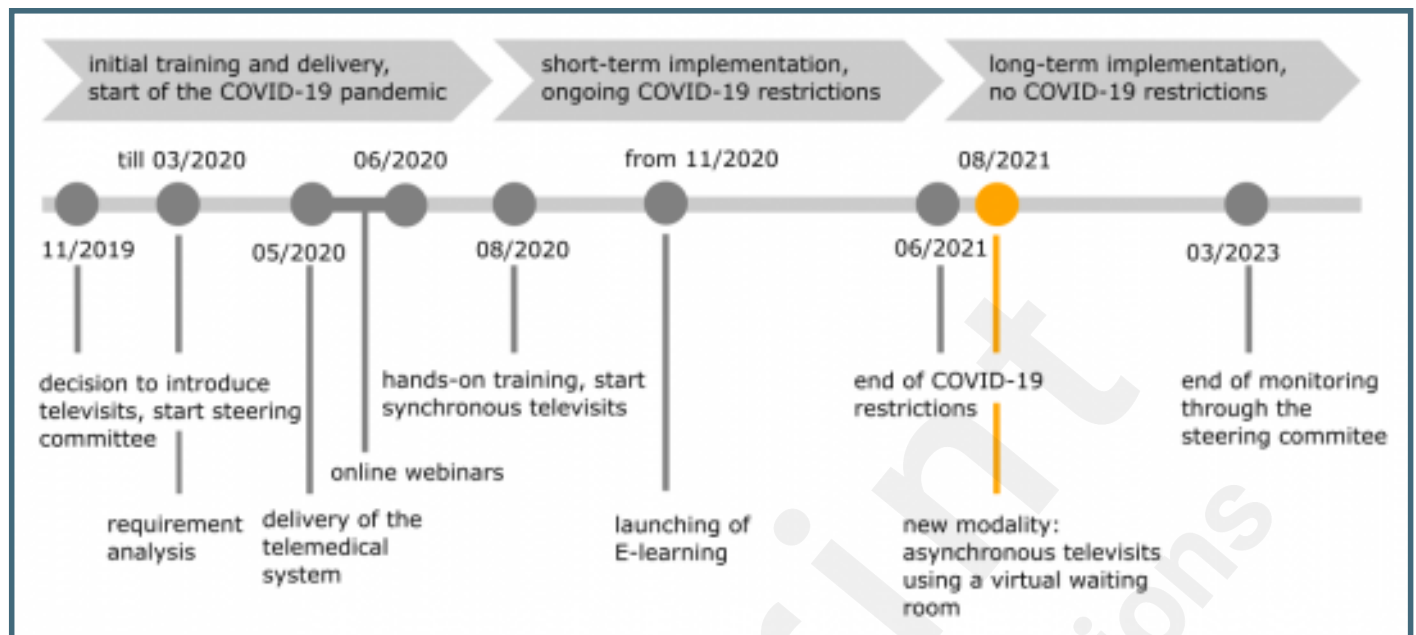 initial training and delivery,
start of the COVID-19 pandemic
short-term implementation,
ongoing COVID-19 restrictions
long-term implementation,
no COVID-19 restrictions
till 03/2020
06/2020
from 11/2020
08/2021
11/2019
05/2020
08/2020
06/2021
03/2023
decision to introduce
televisits, start steering
committee
hands-on training, start
synchronous televisits
end of COVID-19
restrictions
end of monitoring
through the
steering commitee
online webinars
requirement
analysis
delivery of the
telemedical
system
launching of
E-learning
new modality:
asynchronous televisits
using a virtual waiting
room